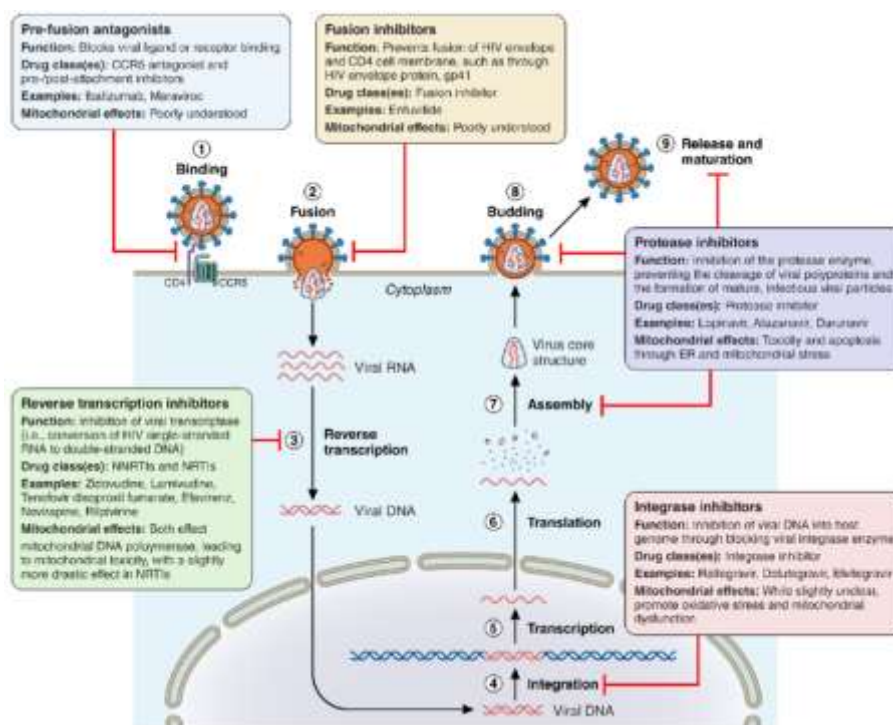 Pre-fusion antagonists
Function: Blocks viral ligand or receptor binding
Drug class(es): CCR5 antagonist and
pre-/post-attachment inhibitors
Examples: Ibalizumab, Maraviroc
Mitochondrial effects: Poorly understood
Fusion inhibitors
Function: Prevents fusion of HIV envelope
and CD4 cell membrane, such as through
HIV envelope protein, gp41
Drug class(es): Fusion inhibitor
Examples: Enfuvitide
Mitochondrial effects: Poorly understood
1
Binding
2
Fusion
8
Budding
9 Release and
maturation
CD4
CCR5
Cytoplasm
Protease inhibitors
Function: Inhibition of the protease enzyme,
preventing the cleavage of viral polyproteins and
the formation of mature, infectious viral particles
Drug class(es): Protease inhibitor
Examples: Lopinavir, Atazanavir, Darunavir
Mitochondrial effects: Toxicity and apoptosis
through ER and mitochondrial stress
Viral RNA
Virus core
structure
7 Assembly
Reverse transcription inhibitors
Function: Inhibition of viral transcriptase
(i.e., conversion of HIV single-stranded
RNA to double-stranded DNA)
Drug class(es): NNRTIs and NRTIs
Examples: Zidovudine, Lamivudine,
Tenofovir disoproxil fumarate, Efavirenz,
Nevirapine, Rilpivirine
Mitochondrial effects: Both effect
mitochondrial DNA poluymerase, leading
to mitochondrial toxicity, with a slightly
more drastic effect in NRTIs
3 Reverse
transcription
Viral DNA
6 Translation
Integrase inhibitors
Function: Inhibition of viral DNA into host
genome through blocking viral integrase enzyme
Drug class(es): Integrase inhibitor
Examples: Raltegravir, Dolutegravir, Elvitegravir
Mitochondrial effects: While slightly unclear,
promote oxidative stress and mitochondrial
dysfunction
5 Transcription
4 Integration
Viral DNA